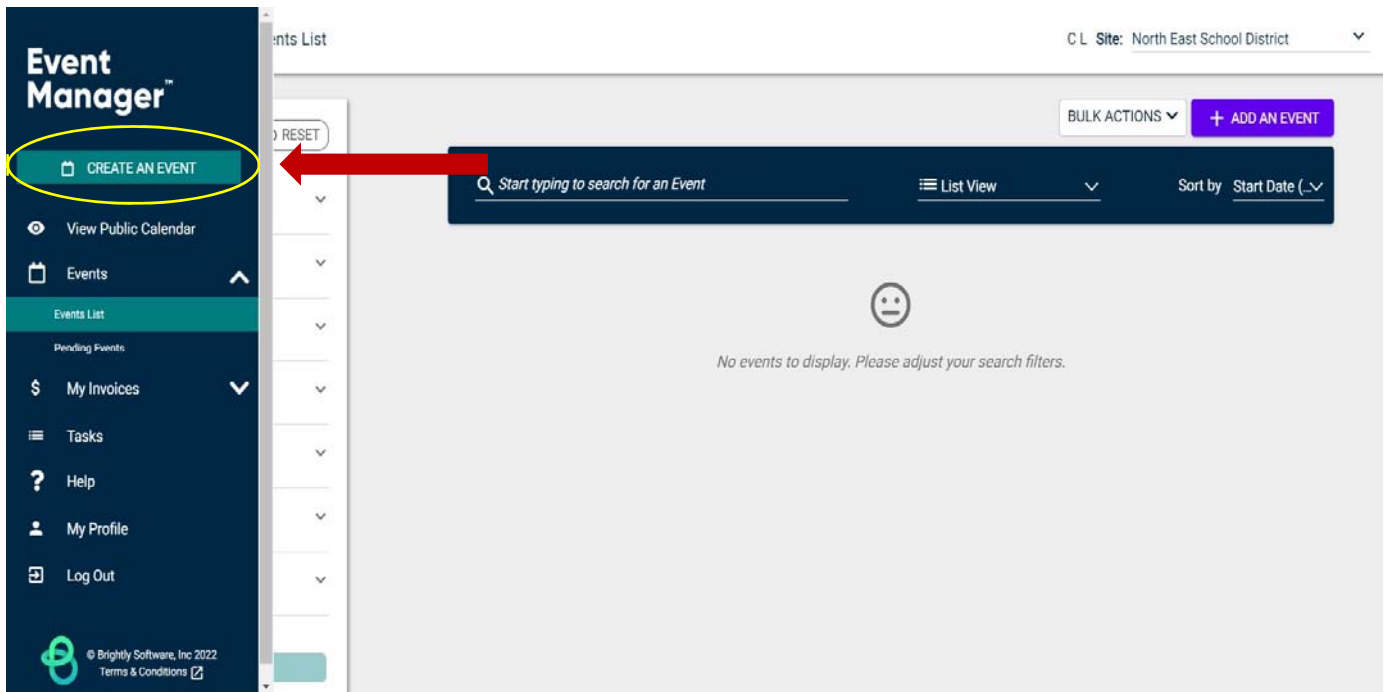 Event
Manager™
CREATE AN EVENT
View Public Calendar
Events
Events List
Pending Events
$ My Invoices
Tasks
? Help
My Profile
Log Out
© Brightly Software, Inc 2022
Terms & Conditions
ents List
C L Site: North East School District
RESET
BULK ACTIONS
+ ADD AN EVENT
Start typing to search for an Event
List View
Sort by Start Date (...
No events to display. Please adjust your search filters.